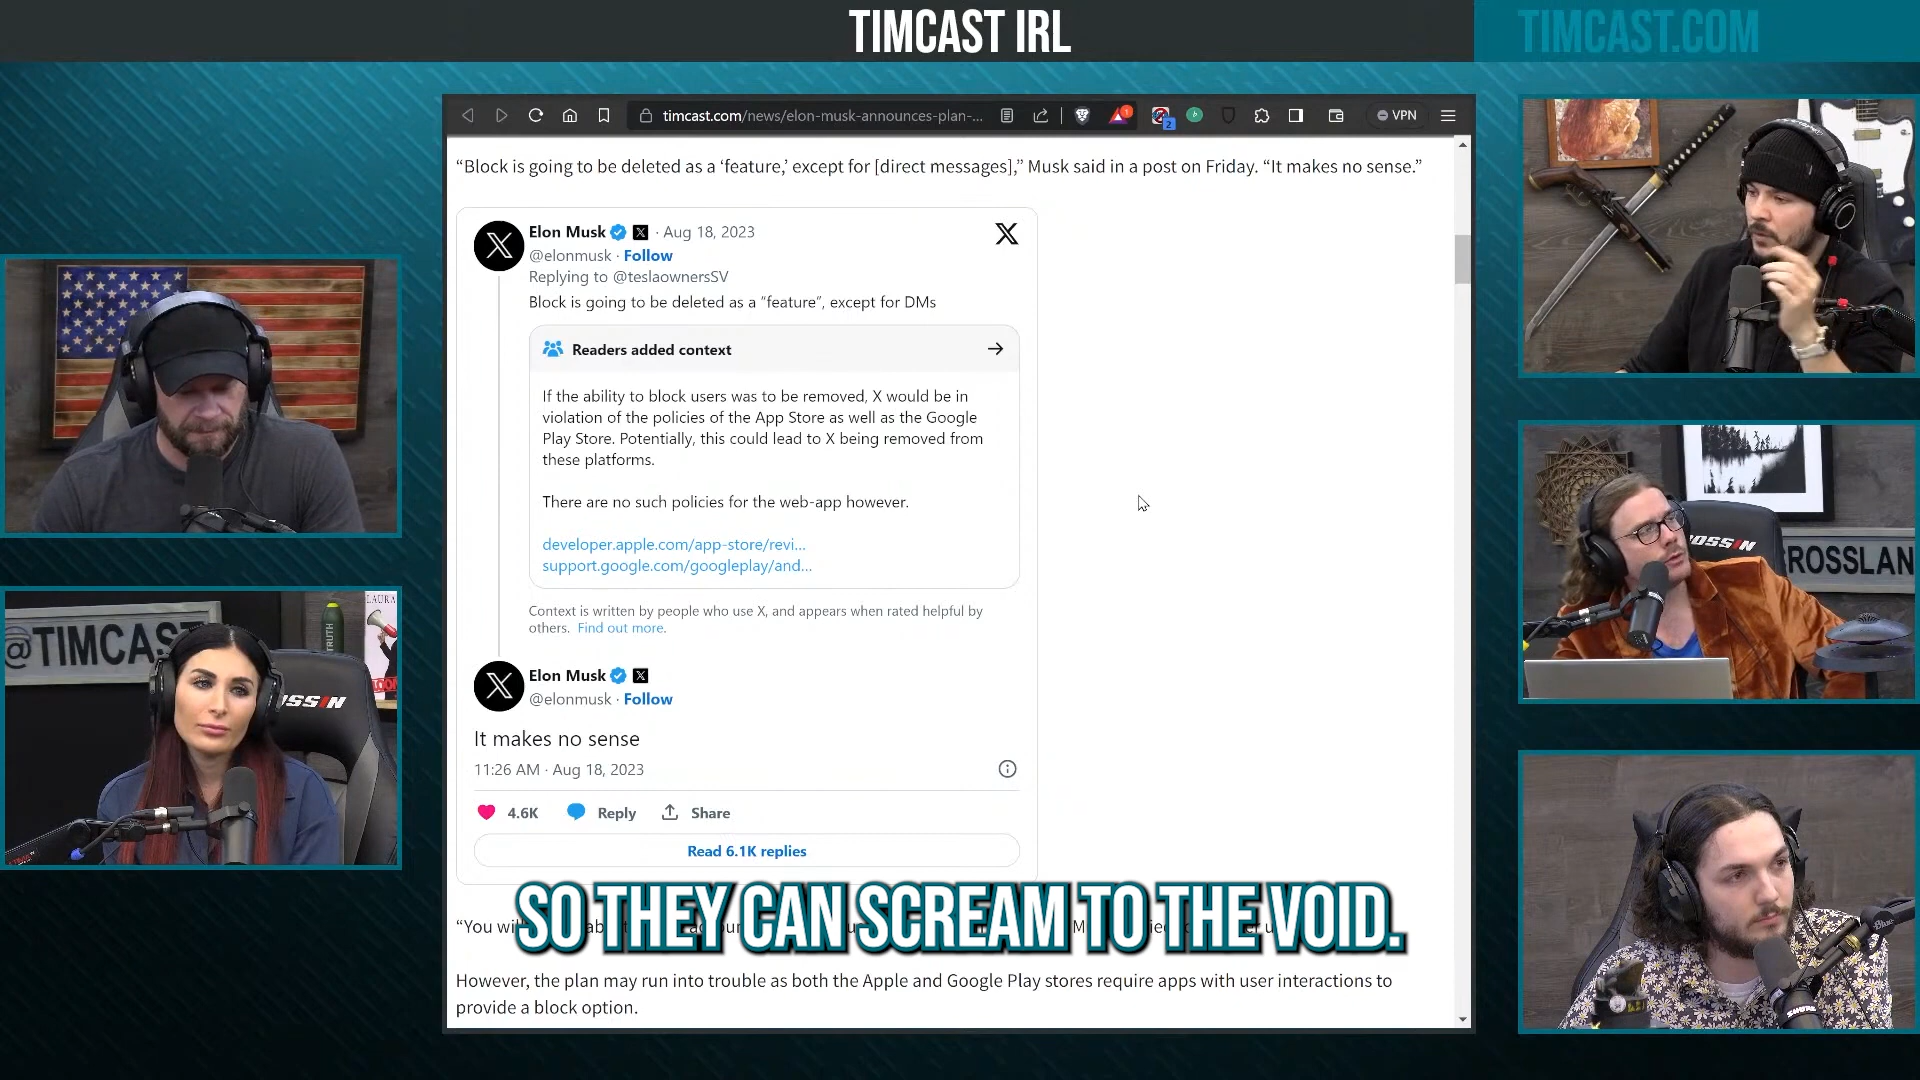 TIMCAST IRL
TIMCAST.COM
timcast.com/news/elon-musk-announces-plan-...
1
2
VPN
“Block is going to be deleted as a ‘feature,’ except for [direct messages],” Musk said in a post on Friday. “It makes no sense.”
Elon Musk · Aug 18, 2023
@elonmusk · Follow
Replying to @teslaownersSV
Block is going to be deleted as a “feature”, except for DMs
Readers added context
If the ability to block users was to be removed, X would be in
violation of the policies of the App Store as well as the Google
Play Store. Potentially, this could lead to X being removed from
these platforms.
There are no such policies for the web-app however.
developer.apple.com/app-store/revi...
support.google.com/googleplay/and...
Context is written by people who use X, and appears when rated helpful by
others. Find out more.
Elon Musk
@elonmusk · Follow
It makes no sense
11:26 AM · Aug 18, 2023
4.6K Reply Share
Read 6.1K replies
SO THEY CAN SCREAM TO THE VOID.
However, the plan may run into trouble as both the Apple and Google Play stores require apps with user interactions to
provide a block option.
@TIMCAST
TRUTH
LAURA
SSIN
OSSIN
ROSSLAN